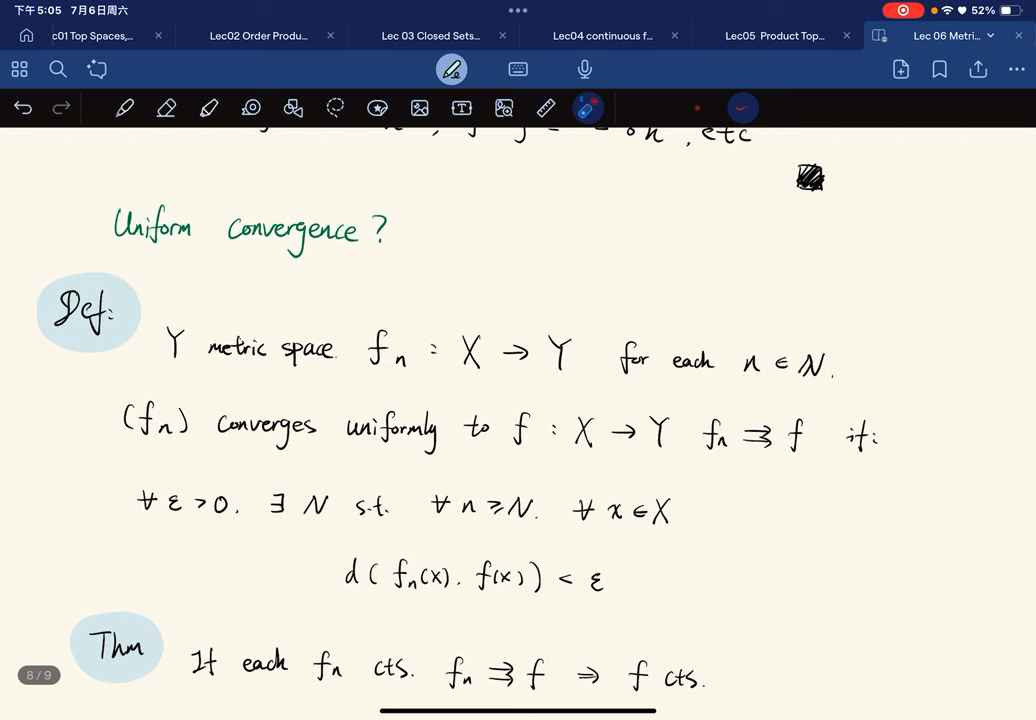 下午5:05 7月6日周六
52%
c01 Top Spaces,...
Lec02 Order Produ...
Lec 03 Closed Sets...
Lec04 continuous f...
Lec05 Product Top...
Lec 06 Metri...
, etc
Uniform convergence?
Def:
Y metric space. fₙ : X → Y for each n ∈ N.
(fₙ) converges uniformly to f : X → Y fₙ ⇉ f if:
∀ ε > 0. ∃ N s.t. ∀ n ≥ N. ∀ x ∈ X
d( fₙ(x). f(x) ) < ε
Thm
If each fₙ cts. fₙ ⇉ f ⇒ f cts.
8 / 9